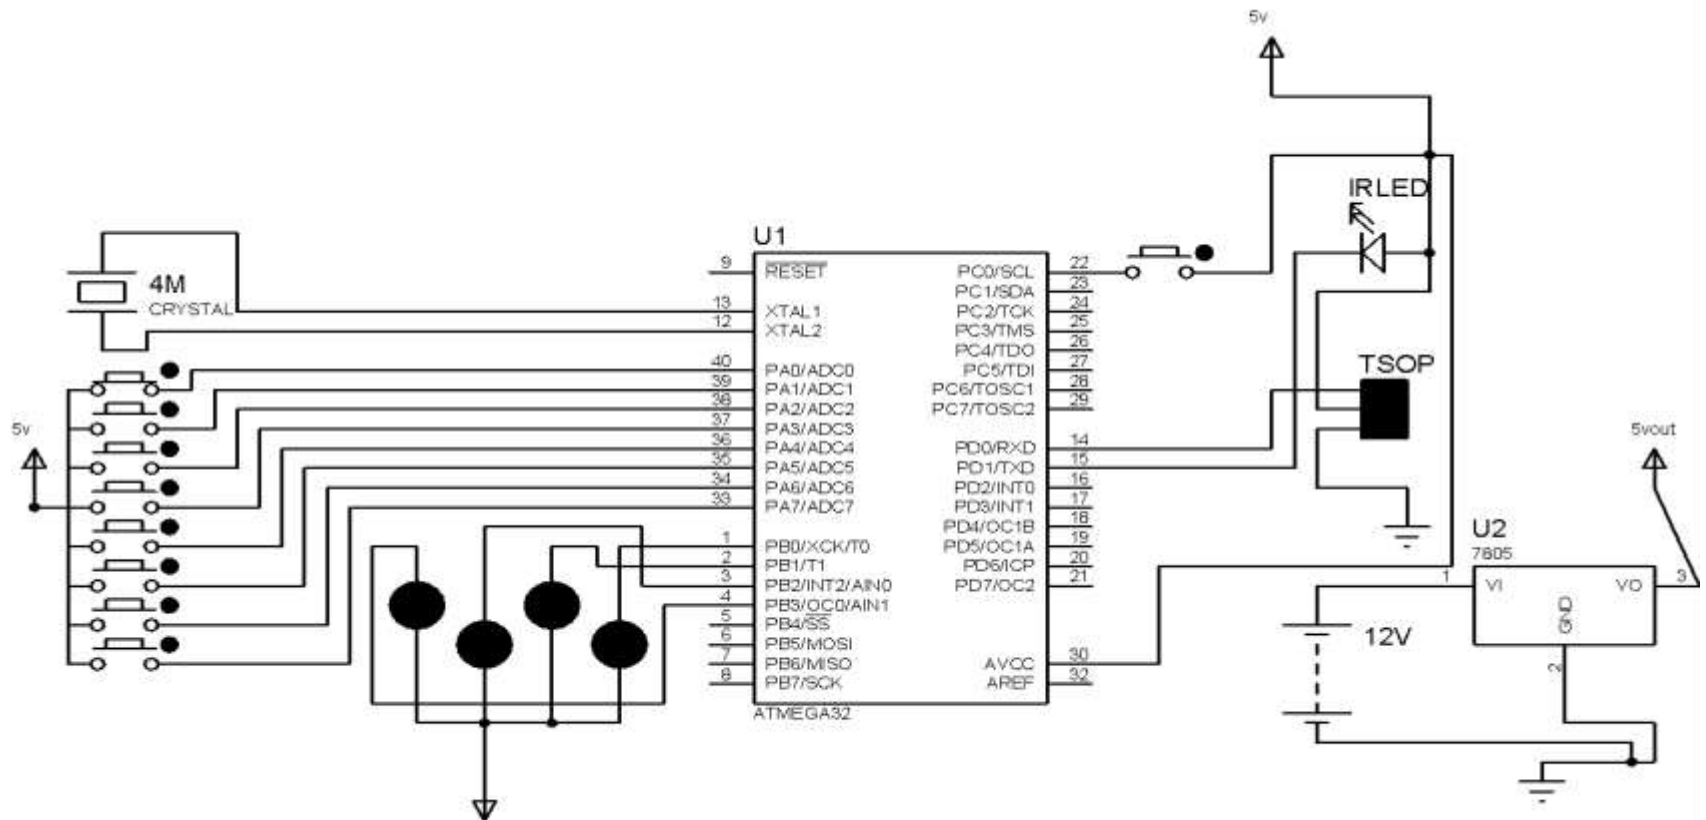 5v
IRLED
U1
4M
CRYSTAL
9 RESET
13 XTAL1
12 XTAL2
40 PA0/ADC0
39 PA1/ADC1
38 PA2/ADC2
37 PA3/ADC3
36 PA4/ADC4
35 PA5/ADC5
34 PA6/ADC6
33 PA7/ADC7
1 PB0/XCK/T0
2 PB1/T1
3 PB2/INT2/AIN0
4 PB3/OC0/AIN1
5 PB4/SS
6 PB5/MOSI
7 PB6/MISO
8 PB7/SCK
PC0/SCL 22
PC1/SDA 23
PC2/TCK 24
PC3/TMS 25
PC4/TDO 26
PC5/TDI 27
PC6/TOSC1 28
PC7/TOSC2 29
PD0/RXD 14
PD1/TXD 15
PD2/INT0 16
PD3/INT1 17
PD4/OC1B 18
PD5/OC1A 19
PD6/ICP 20
PD7/OC2 21
AVCC 30
AREF 32
ATMEGA32
5v
TSOP
5vout
U2
7805
1 VI
VO 3
GND
2
12V